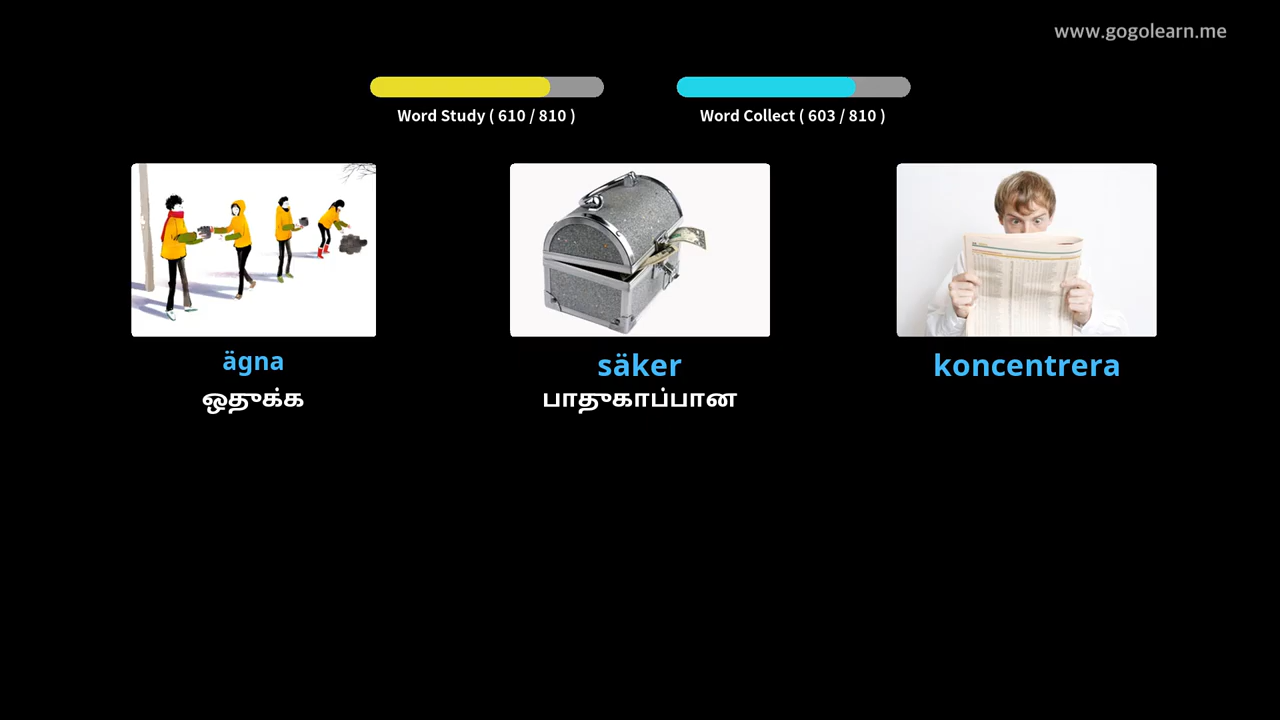 www.gogolearn.me
Word Study ( 610 / 810 )
Word Collect ( 603 / 810 )
ägna
ஒதுக்க
säker
பாதுகாப்பான
koncentrera